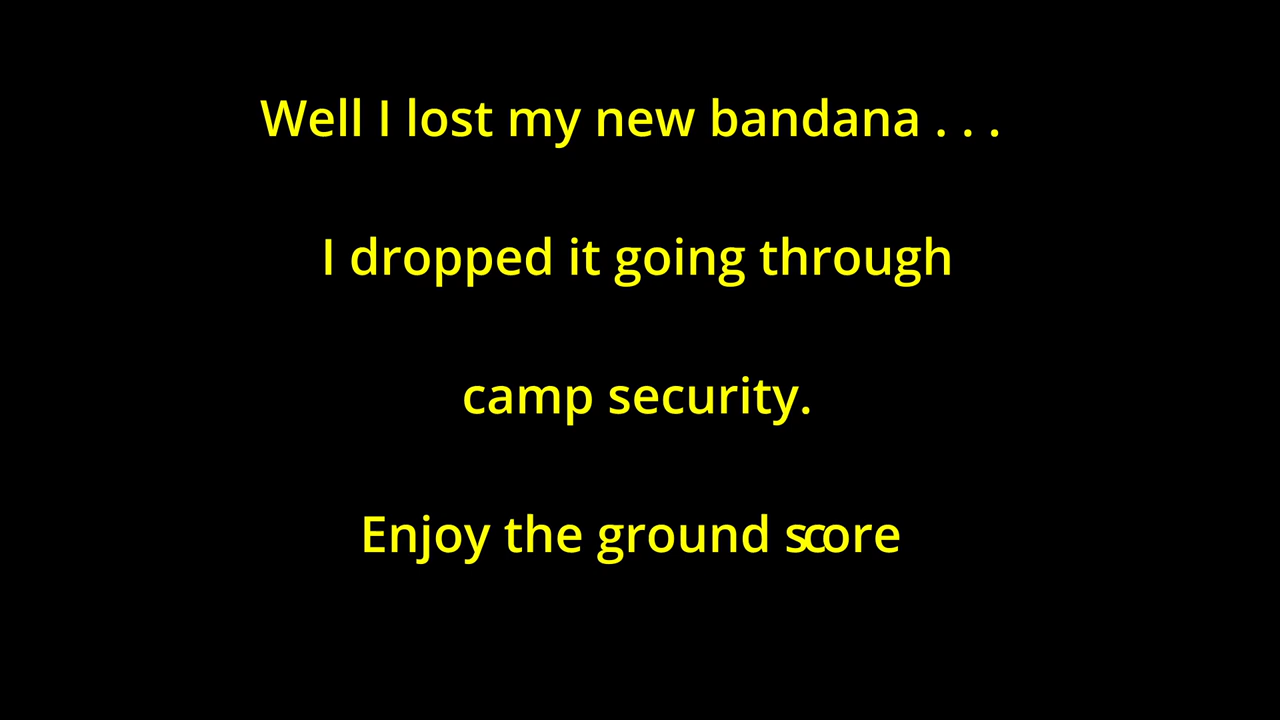 Well I lost my new bandana . . .
I dropped it going through
camp security.
Enjoy the ground score